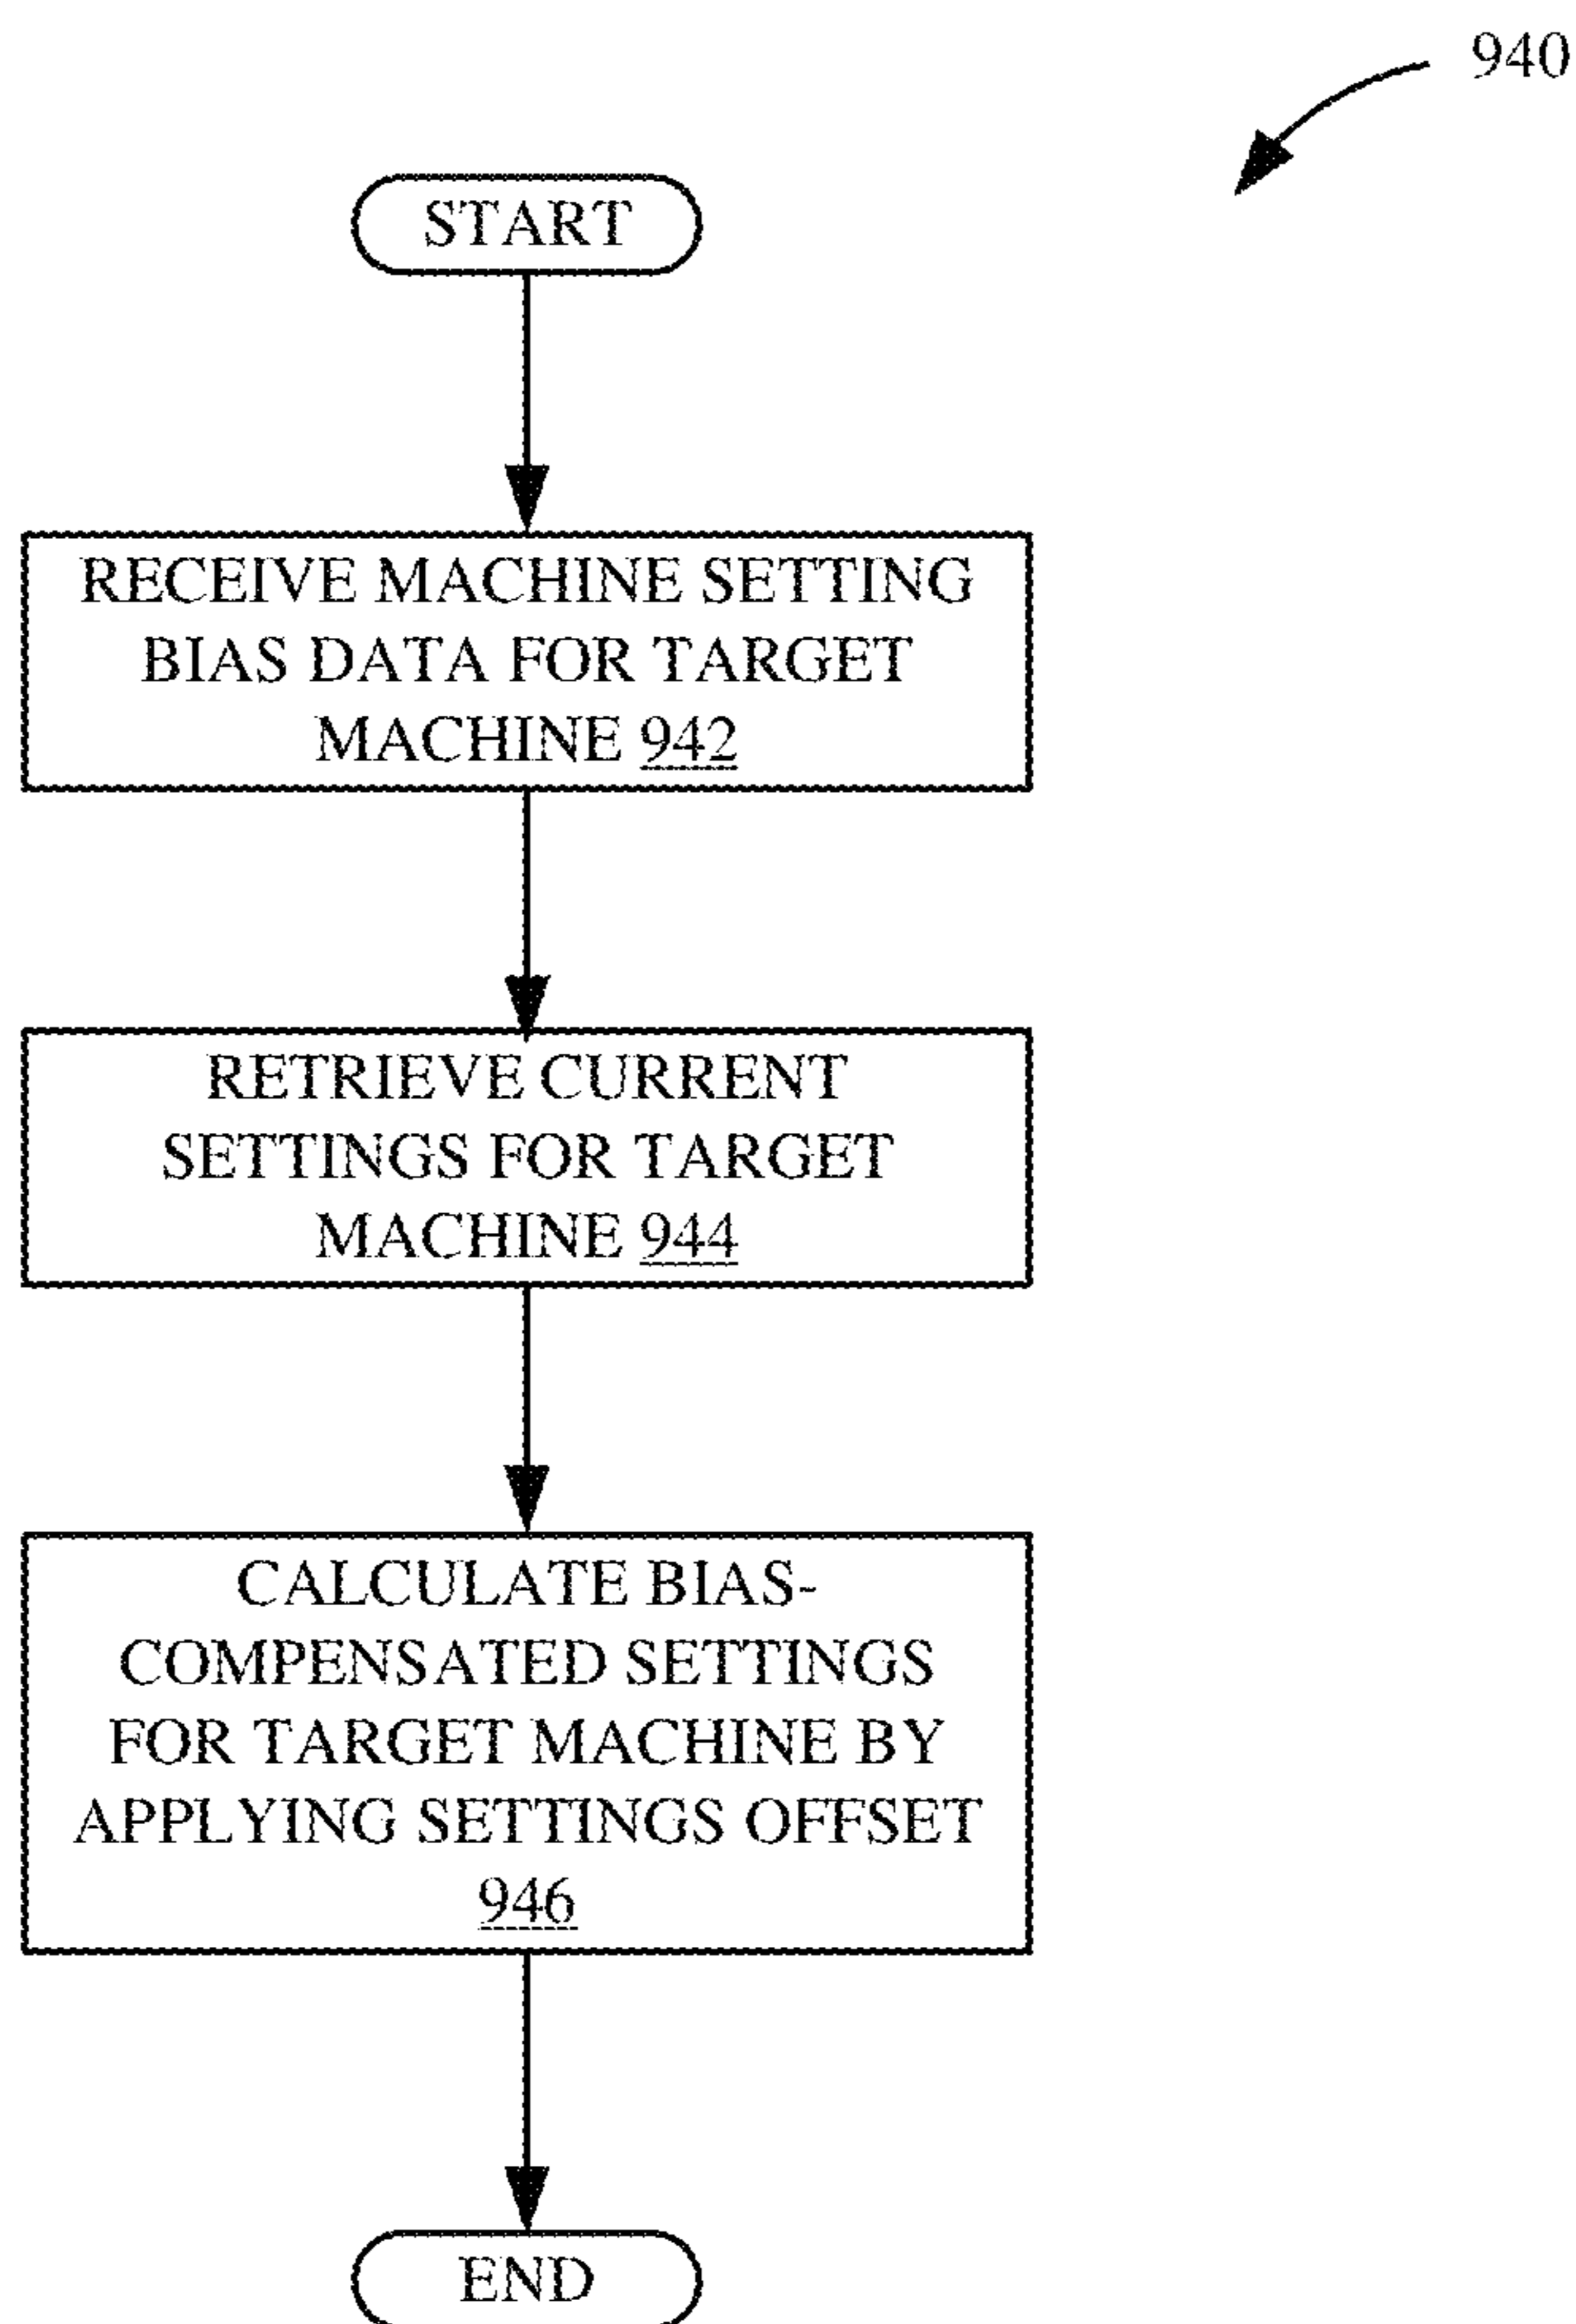 940
START
RECEIVE MACHINE SETTING
BIAS DATA FOR TARGET
MACHINE 942
RETRIEVE CURRENT
SETTINGS FOR TARGET
MACHINE 944
CALCULATE BIAS-
COMPENSATED SETTINGS
FOR TARGET MACHINE BY
APPLYING SETTINGS OFFSET
946
END